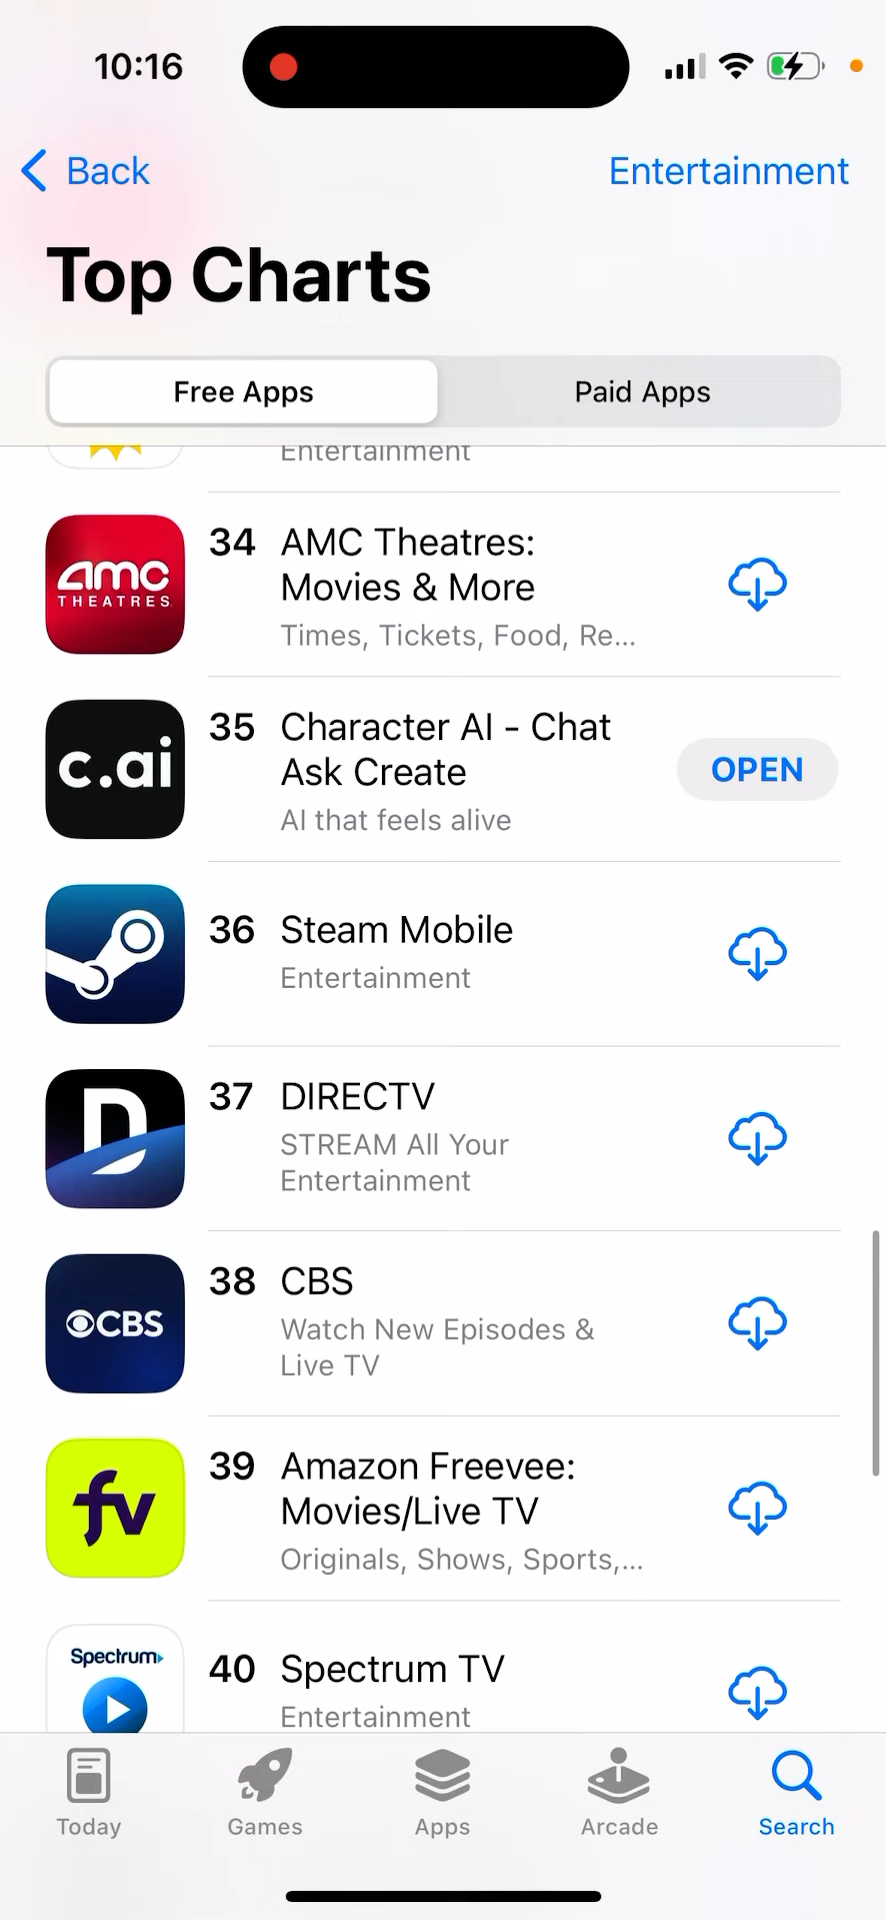 10:16
Back
Entertainment
Top Charts
Free Apps
Paid Apps
Entertainment
amc
THEATRES
34 AMC Theatres:
Movies & More
Times, Tickets, Food, Re...
c.ai
35 Character AI - Chat
Ask Create
AI that feels alive
OPEN
36 Steam Mobile
Entertainment
D
37 DIRECTV
STREAM All Your
Entertainment
CBS
38 CBS
Watch New Episodes &
Live TV
fv
39 Amazon Freevee:
Movies/Live TV
Originals, Shows, Sports,...
Spectrum
40 Spectrum TV
Entertainment
Today
Games
Apps
Arcade
Search